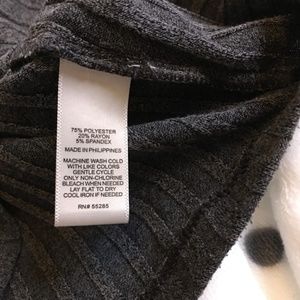 75% POLYESTER
20% RAYON
5% SPANDEX
MADE IN PHILIPPINES
MACHINE WASH COLD
WITH LIKE COLORS
GENTLE CYCLE
ONLY NON-CHLORINE
BLEACH WHEN NEEDED
LAY FLAT TO DRY
COOL IRON IF NEEDED
RN# 55285